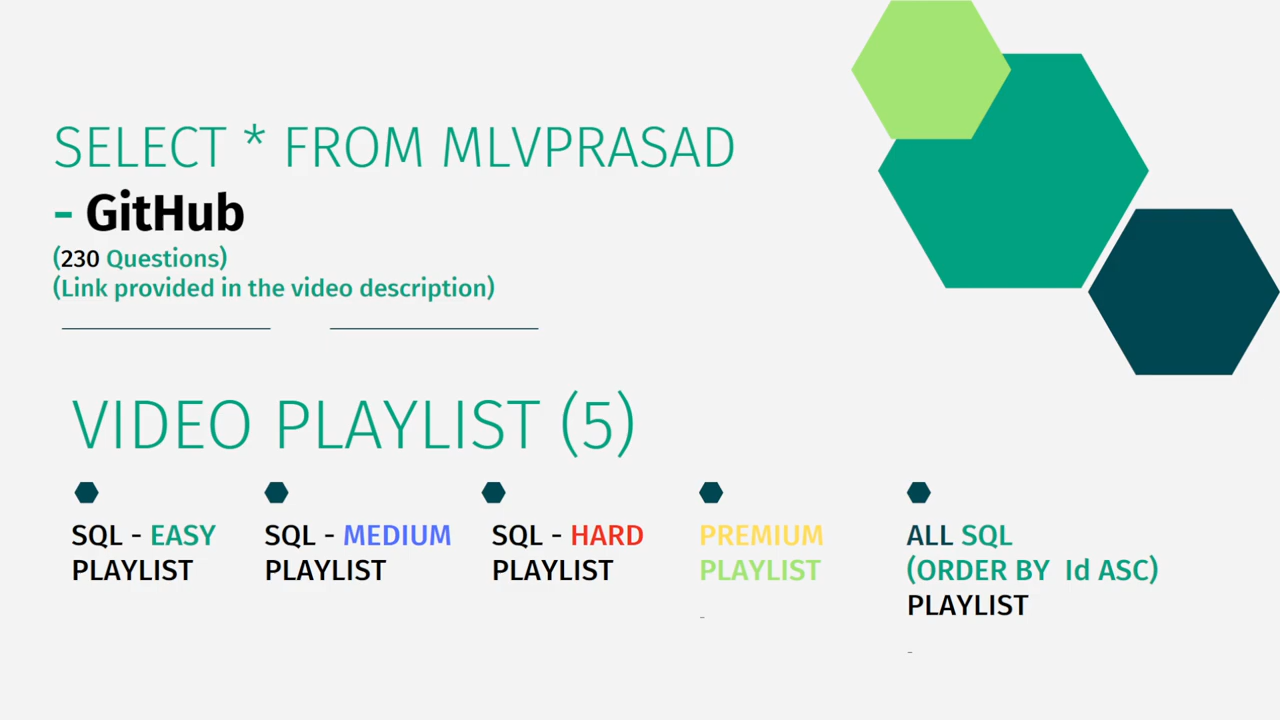 SELECT * FROM MLVPRASAD
- GitHub
(230 Questions)
(Link provided in the video description)
VIDEO PLAYLIST (5)
SQL - EASY
PLAYLIST
SQL - MEDIUM
PLAYLIST
SQL - HARD
PLAYLIST
PREMIUM
PLAYLIST
-
ALL SQL
(ORDER BY Id ASC)
PLAYLIST
-